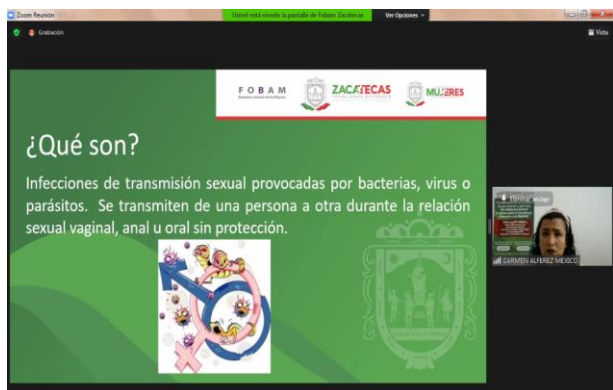 Zoom Reunión
Usted está viendo la pantalla de Fobam Zacatecas
Ver Opciones
Grabación
Vista
FOBAM
ZACATECAS
MUJERES
¿Qué son?
Infecciones de transmisión sexual provocadas por bacterias, virus o
parásitos. Se transmiten de una persona a otra durante la relación
sexual vaginal, anal u oral sin protección.
CARMEN ALFEREZ MEXICO